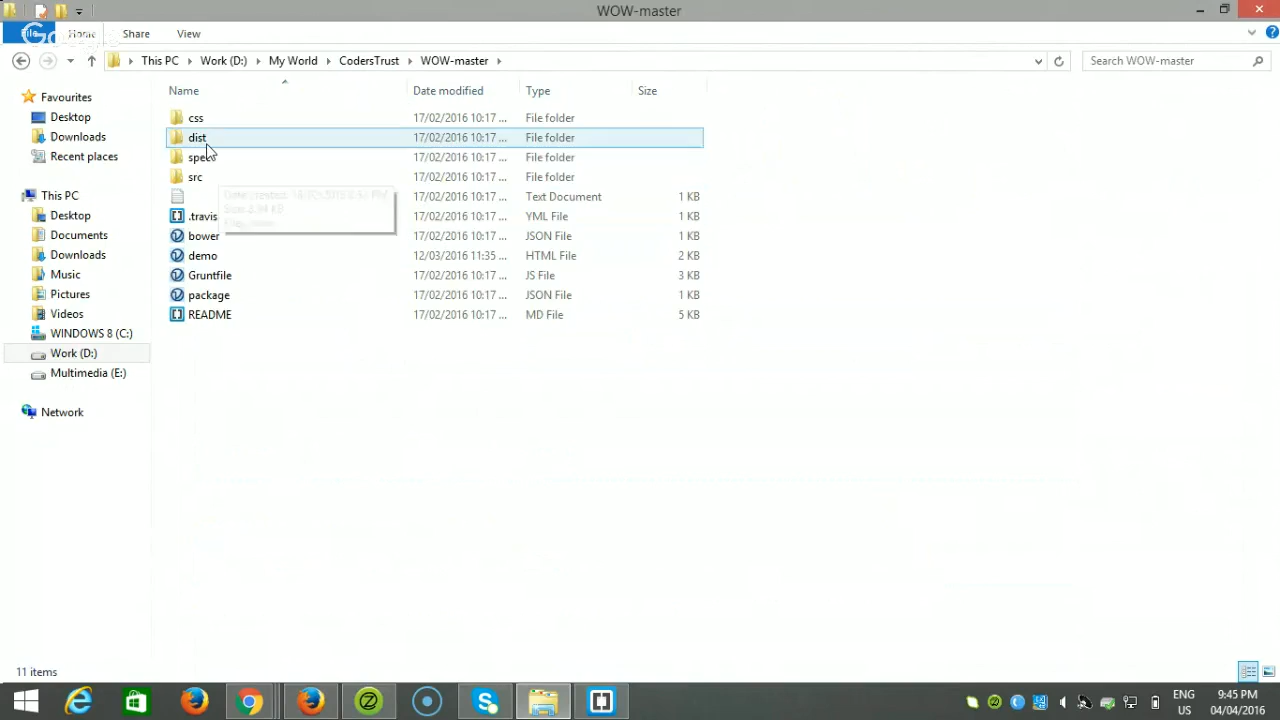 WOW-master
Home Share View
This PC Work (D:) My World CodersTrust WOW-master
Search WOW-master
Name Date modified Type Size
Favourites
Desktop
Downloads
Recent places
This PC
Desktop
Documents
Downloads
Music
Pictures
Videos
WINDOWS 8 (C:)
Work (D:)
Multimedia (E:)
Network
css 17/02/2016 10:17 ... File folder
dist 17/02/2016 10:17 ... File folder
spec 17/02/2016 10:17 ... File folder
src 17/02/2016 10:17 ... File folder
17/02/2016 10:17 ... Text Document 1 KB
.travis 17/02/2016 10:17 ... YML File 1 KB
bower 17/02/2016 10:17 ... JSON File 1 KB
demo 12/03/2016 11:35 ... HTML File 2 KB
Gruntfile 17/02/2016 10:17 ... JS File 3 KB
package 17/02/2016 10:17 ... JSON File 1 KB
README 17/02/2016 10:17 ... MD File 5 KB
11 items
ENG 9:45 PM
US 04/04/2016